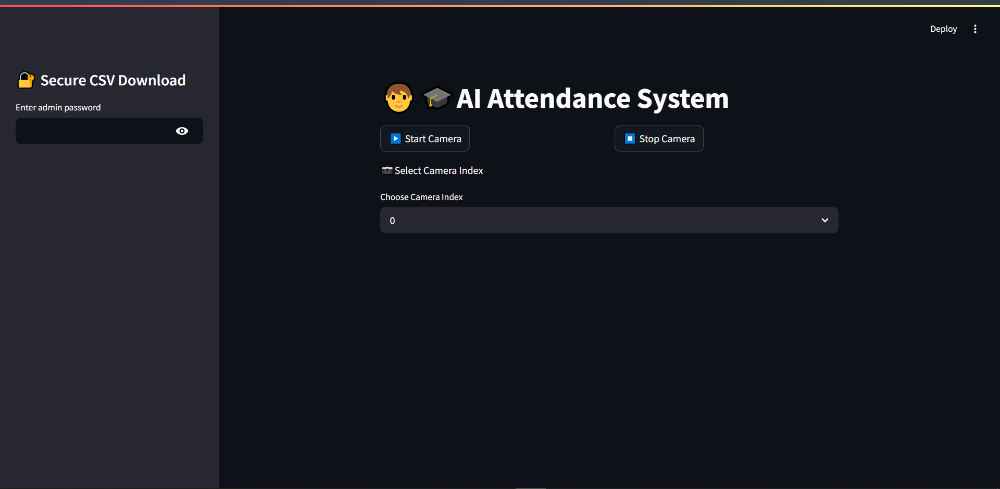 Deploy
🔐 Secure CSV Download
Enter admin password
🧑‍🎓 AI Attendance System
▶️ Start Camera
⏹️ Stop Camera
📷 Select Camera Index
Choose Camera Index
0